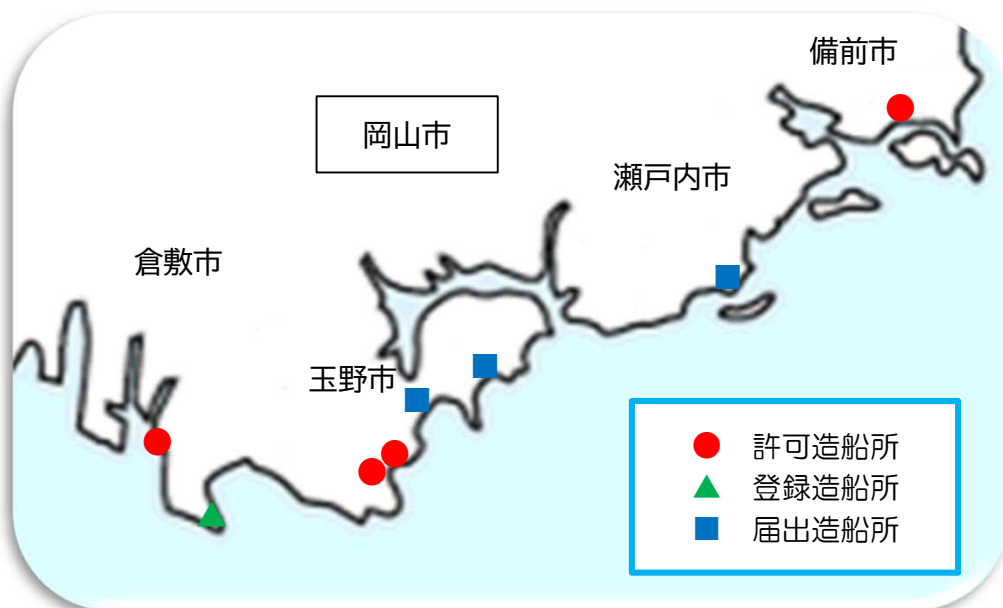 備前市
岡山市
瀬戸内市
倉敷市
玉野市
許可造船所
登録造船所
届出造船所